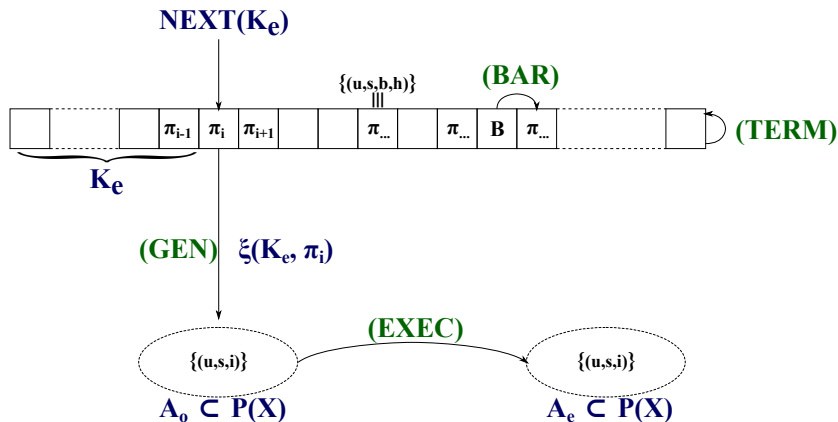 NEXT(Kₑ)
{(u,s,b,h)}
(BAR)
πᵢ₋₁ πᵢ πᵢ₊₁ π... π... B π...
(TERM)
Kₑ
(GEN) ξ(Kₑ, πᵢ)
(EXEC)
{(u,s,i)} {(u,s,i)}
Aₒ ⊂ P(X) Aₑ ⊂ P(X)